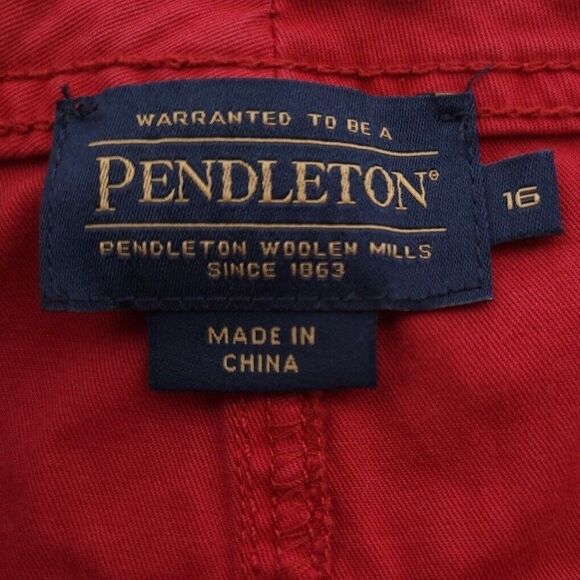 WARRANTED TO BE A
PENDLETON®
16
PENDLETON WOOLEN MILLS
SINCE 1863
MADE IN
CHINA